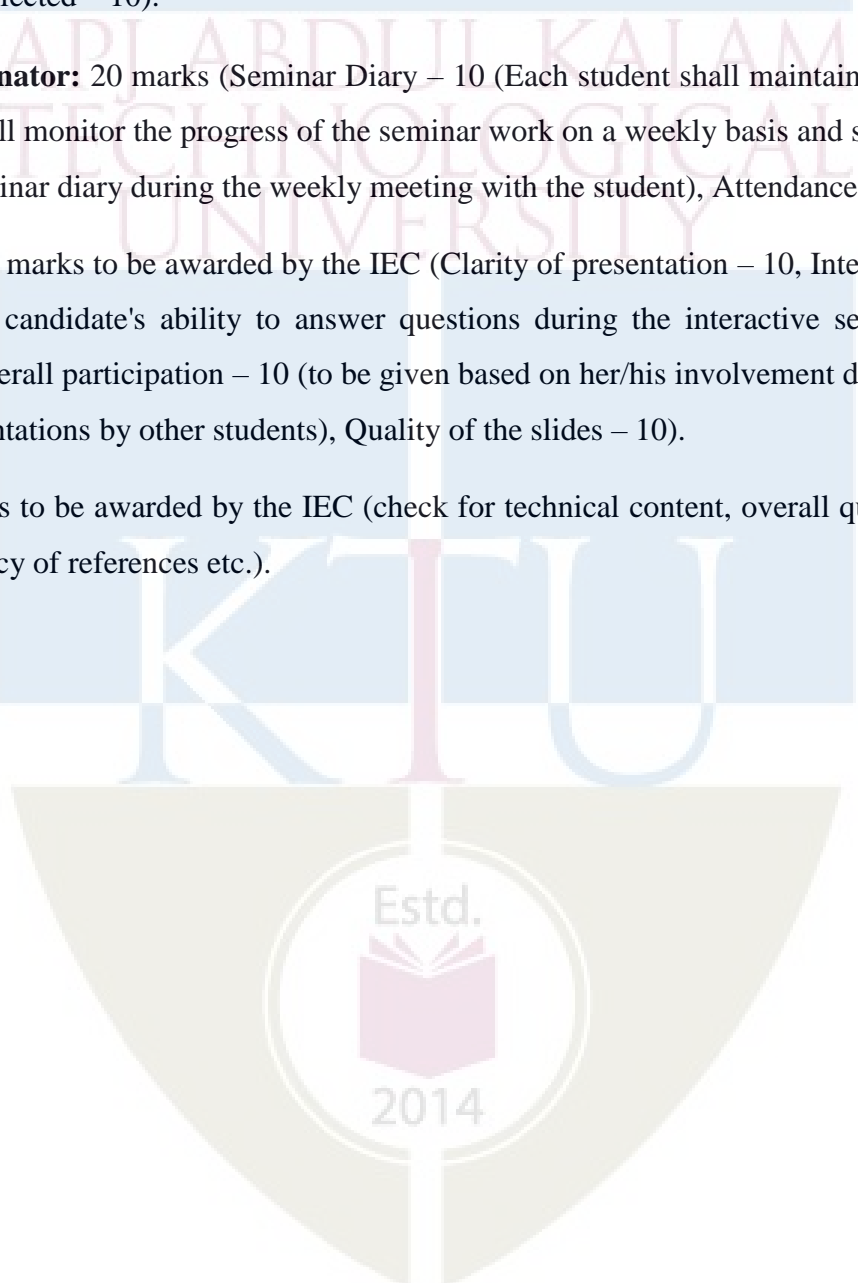 lected – 10).
APJ ABDUL KALAM
nator: 20 marks (Seminar Diary – 10 (Each student shall maintain
TECHNOLOGICAL
ll monitor the progress of the seminar work on a weekly basis and s
inar diary during the weekly meeting with the student), Attendance
UNIVERSITY
marks to be awarded by the IEC (Clarity of presentation – 10, Inte
candidate's ability to answer questions during the interactive se
erall participation – 10 (to be given based on her/his involvement d
ntations by other students), Quality of the slides – 10).
s to be awarded by the IEC (check for technical content, overall qu
cy of references etc.).
KTU
Estd.
2014